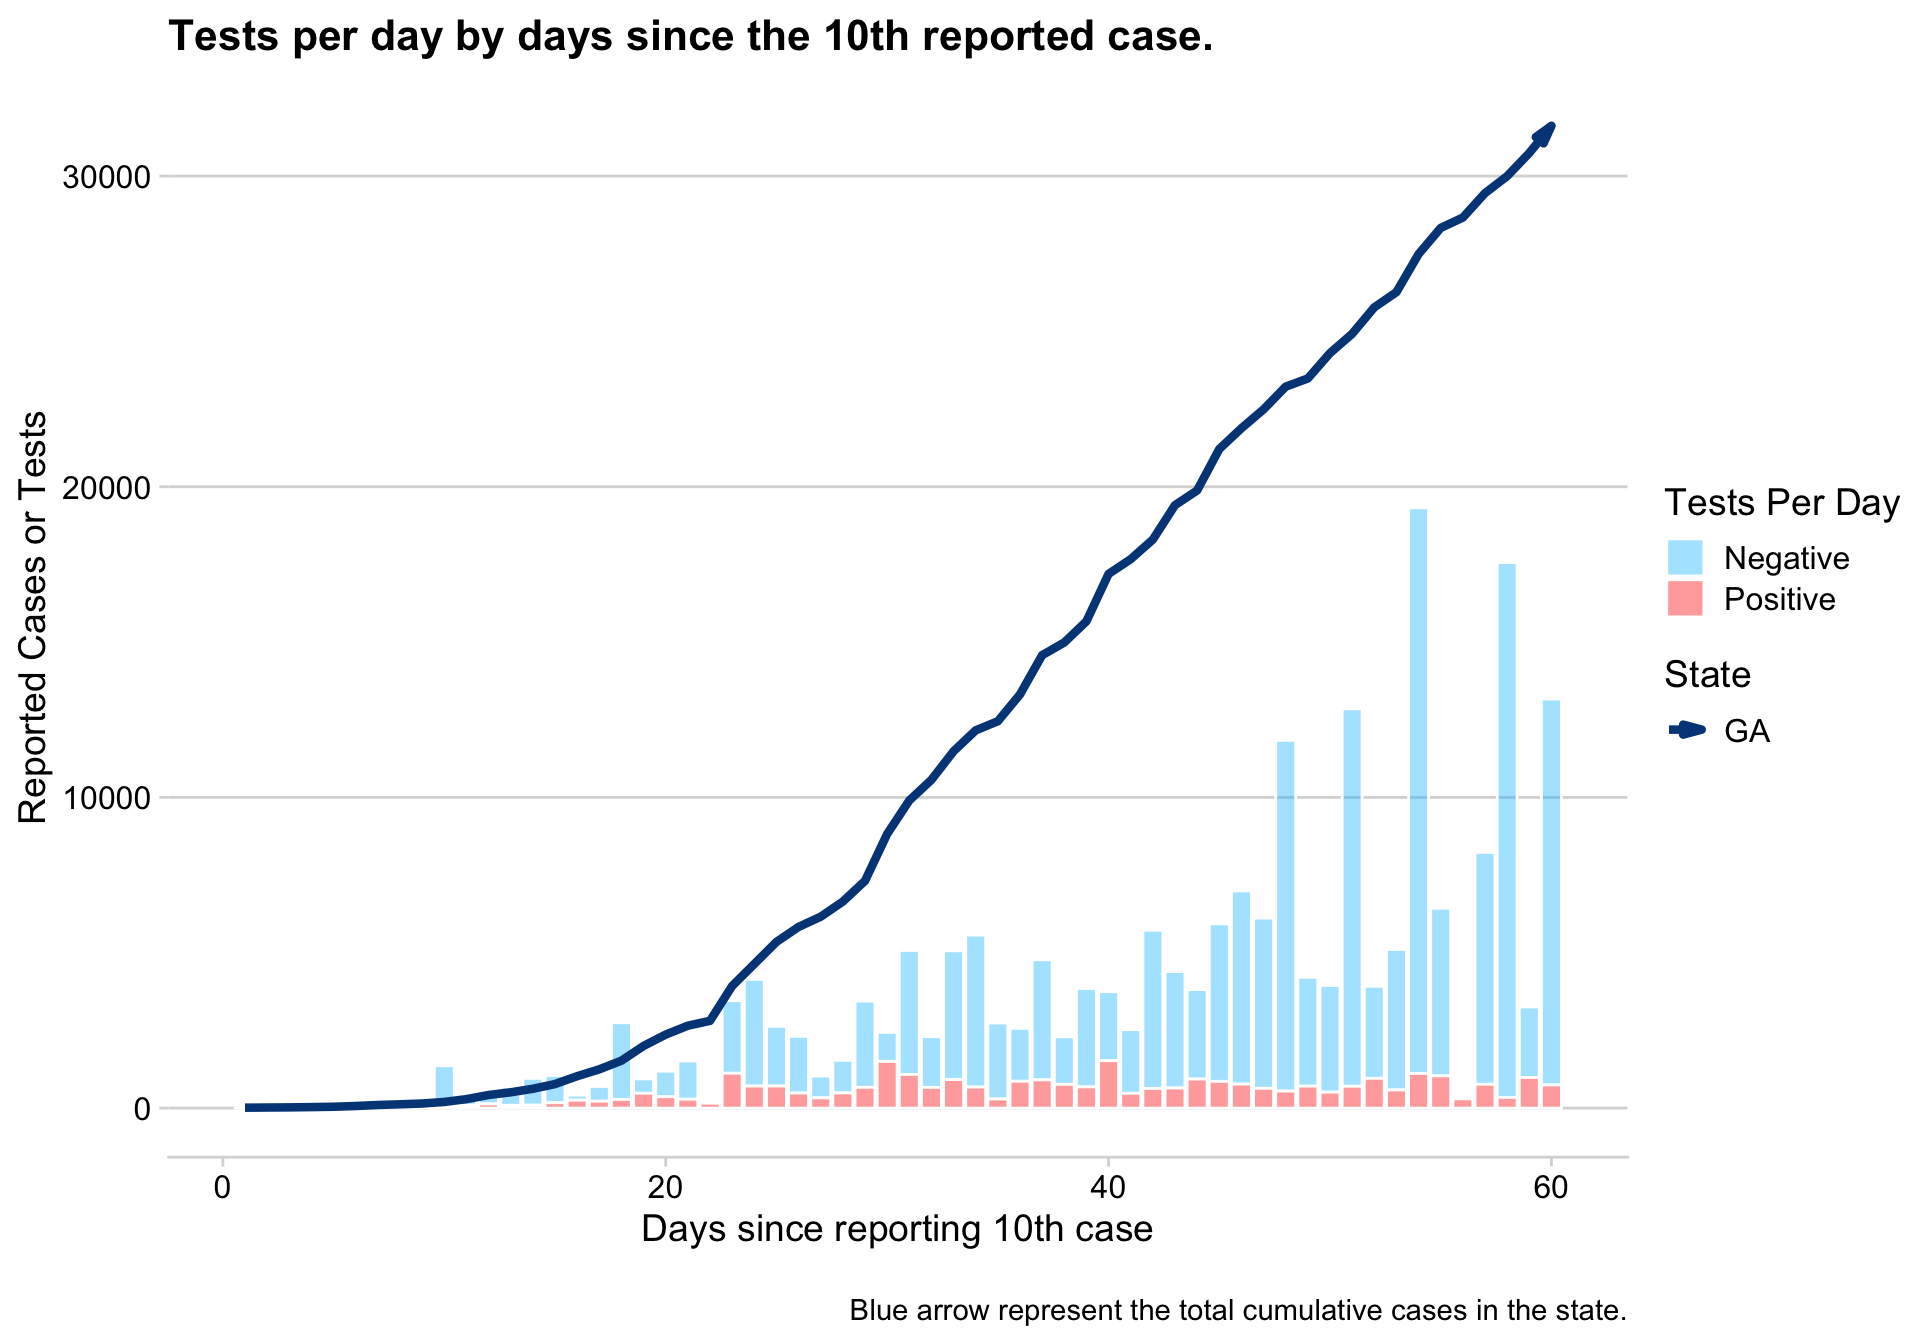 Tests per day by days since the 10th reported case.
Reported Cases or Tests
30000
20000
10000
0
0 20 40 60
Days since reporting 10th case
Tests Per Day
Negative
Positive
State
GA
Blue arrow represent the total cumulative cases in the state.